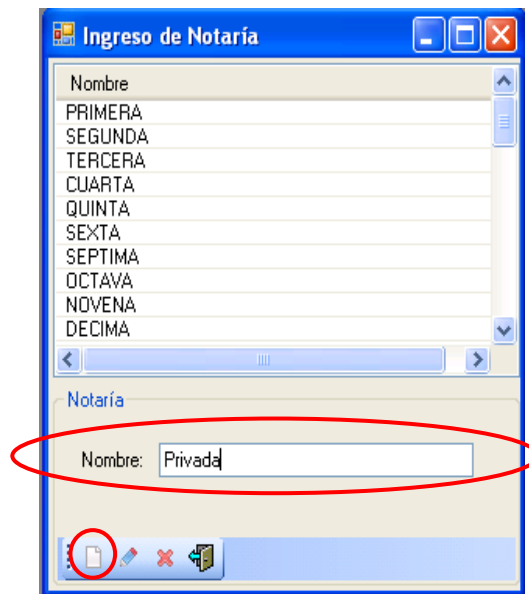 Ingreso de Notaría
Nombre
PRIMERA
SEGUNDA
TERCERA
CUARTA
QUINTA
SEXTA
SEPTIMA
OCTAVA
NOVENA
DECIMA
Notaría
Nombre: Privada